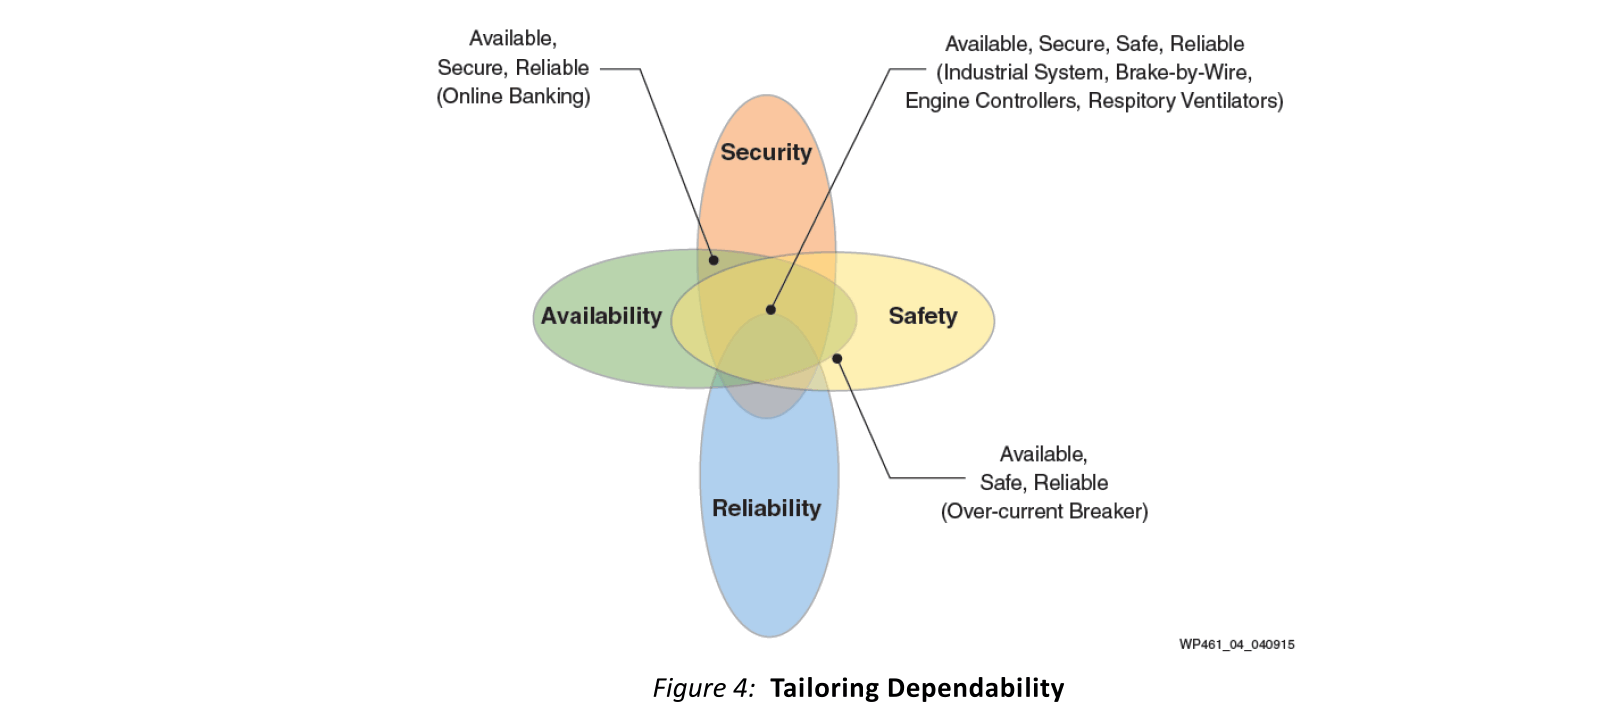 Available,
Secure, Reliable
(Online Banking)
Available, Secure, Safe, Reliable
(Industrial System, Brake-by-Wire,
Engine Controllers, Respitory Ventilators)
Security
Availability
Safety
Reliability
Available,
Safe, Reliable
(Over-current Breaker)
WP461_04_040915
Figure 4: Tailoring Dependability